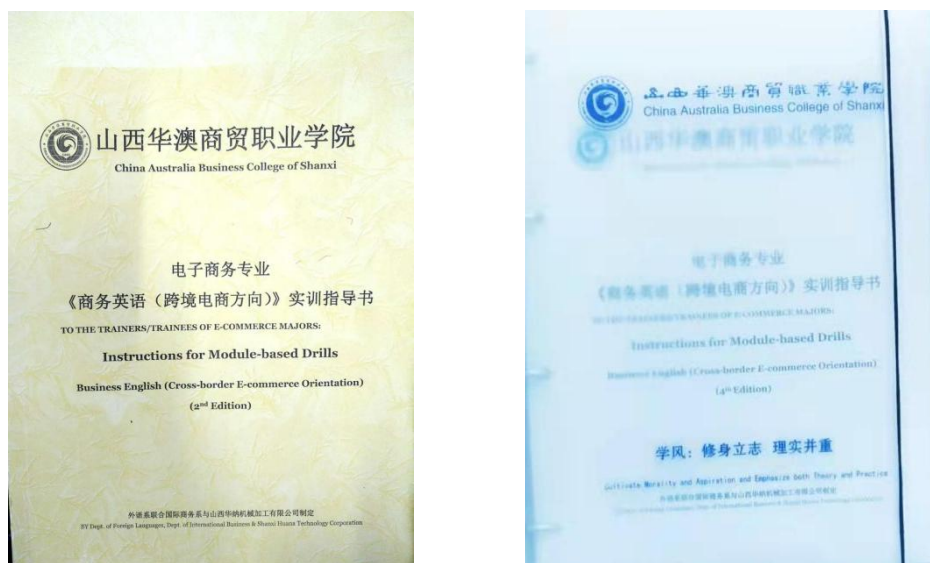 山西华澳商贸职业学院
China Australia Business College of Shanxi
电子商务专业
《商务英语（跨境电商方向）》实训指导书
TO THE TRAINERS/TRAINEES OF E-COMMERCE MAJORS:
Instructions for Module-based Drills
Business English (Cross-border E-commerce Orientation)
(2nd Edition)
外语系联合国际商务系与山西华纳机械加工有限公司制定
BY Dept. of Foreign Languages, Dept. of International Business & Shanxi Huana Technology Corporation
山西華澳商貿職業學院
China Australia Business College of Shanxi
山西华澳商贸职业学院
电子商务专业
《商务英语（跨境电商方向）》实训指导书
TO THE TRAINERS/TRAINEES OF E-COMMERCE MAJORS:
Instructions for Module-based Drills
Business English (Cross-border E-commerce Orientation)
(4th Edition)
学风：修身立志 理实并重
Cultivate Morality and Aspiration and Emphasize both Theory and Practice
外语系联合国际商务系与山西华纳机械加工有限公司制定